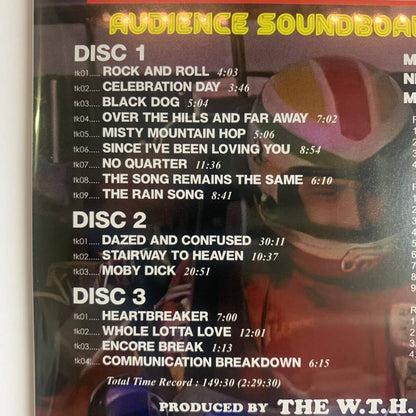 AUDIENCE SOUNDBOA
DISC 1
tk01.....ROCK AND ROLL 4:03
tk02.....CELEBRATION DAY 3:46
tk03.....BLACK DOG 5:04
tk04.....OVER THE HILLS AND FAR AWAY 7:02
tk05.....MISTY MOUNTAIN HOP 5:06
tk06.....SINCE I'VE BEEN LOVING YOU 8:54
tk07.....NO QUARTER 11:36
tk08.....THE SONG REMAINS THE SAME 6:10
tk09.....THE RAIN SONG 8:41
DISC 2
tk01.....DAZED AND CONFUSED 30:11
tk02.....STAIRWAY TO HEAVEN 10:37
tk03.....MOBY DICK 20:51
DISC 3
tk01.....HEARTBREAKER 7:00
tk02.....WHOLE LOTTA LOVE 12:01
tk03.....ENCORE BREAK 1:13
tk04.....COMMUNICATION BREAKDOWN 6:15
Total Time Record : 149:30 (2:29:30)
PRODUCED BY THE W.T.H.